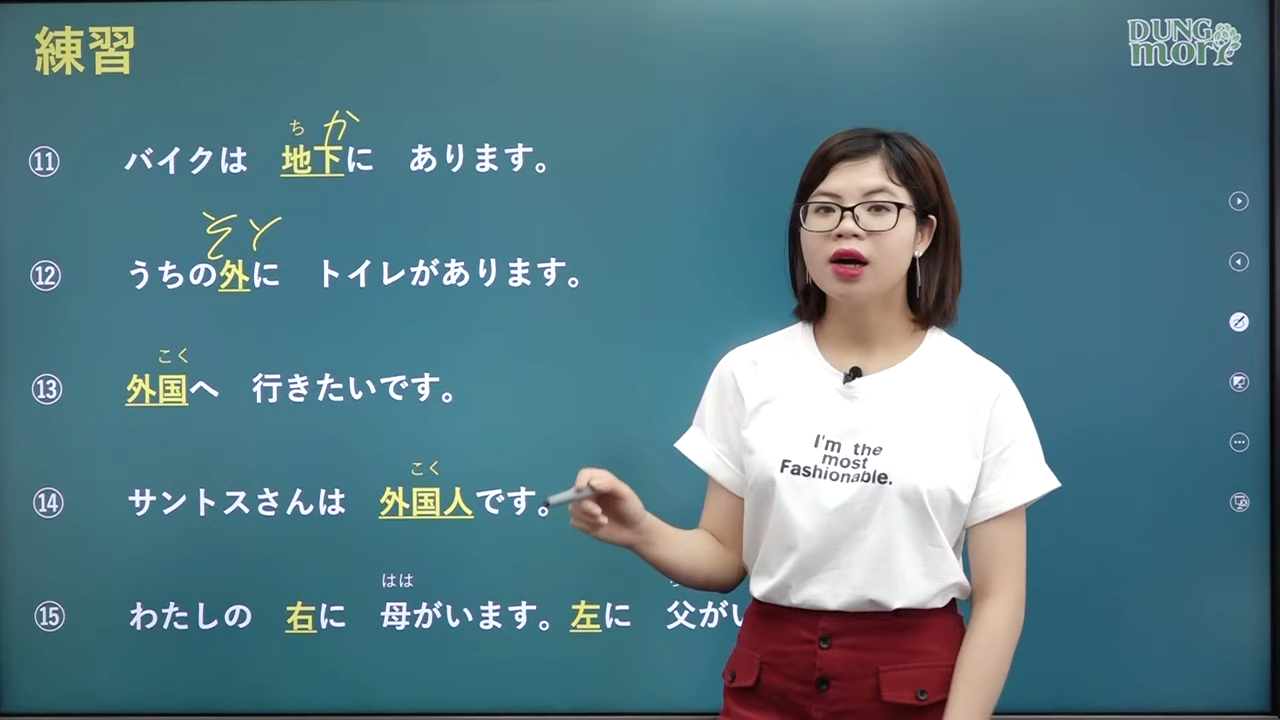 練習
DUNG
mori
ち か
⑪ バイクは 地下に あります。
そと
⑫ うちの外に トイレがあります。
こく
⑬ 外国へ 行きたいです。
こく
⑭ サントスさんは 外国人です。
はは
⑮ わたしの 右に 母がいます。左に 父がい
I'm the
most
Fashionable.